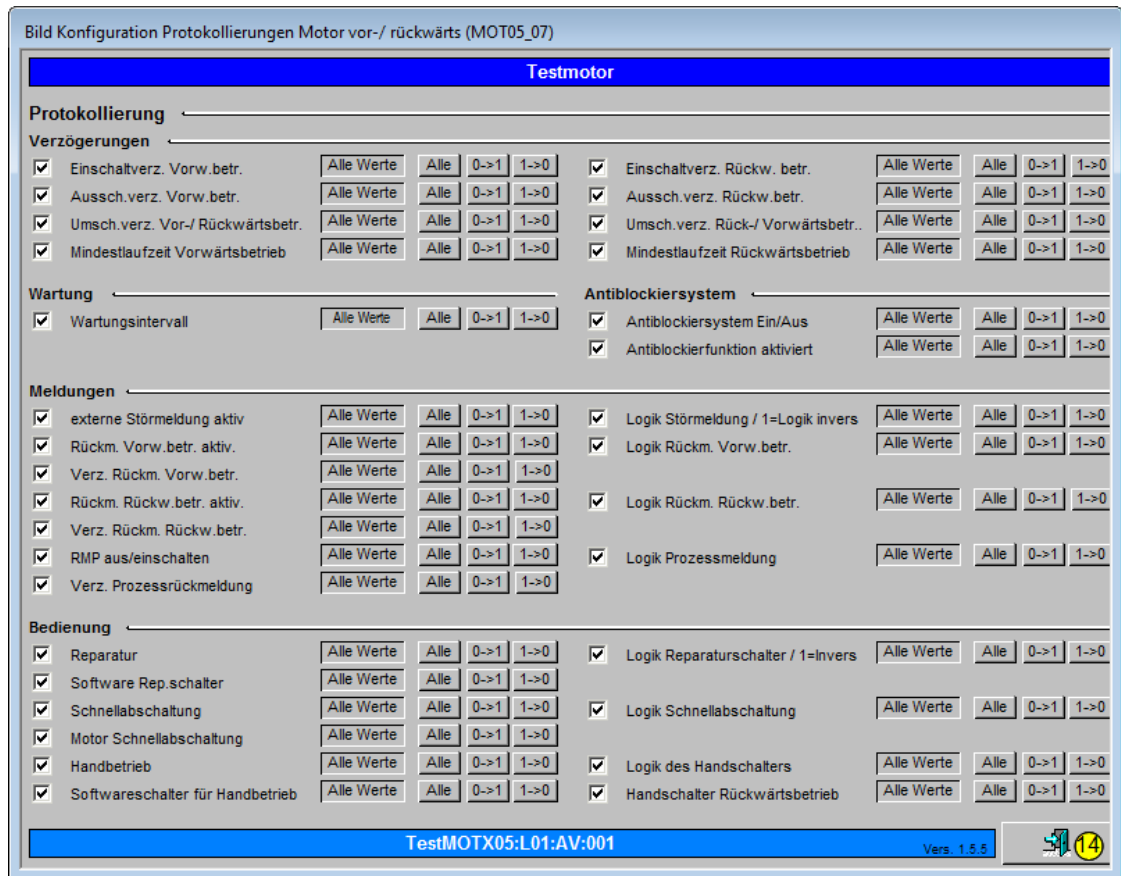 Bild Konfiguration Protokollierungen Motor vor-/ rückwärts (MOT05_07)
Testmotor
Protokollierung
Verzögerungen
Einschaltverz. Vorw.betr. Alle Werte Alle 0->1 1->0 Einschaltverz. Rückw. betr. Alle Werte Alle 0->1 1->0
Aussch.verz. Vorw.betr. Alle Werte Alle 0->1 1->0 Aussch.verz. Rückw.betr. Alle Werte Alle 0->1 1->0
Umsch.verz. Vor-/ Rückwärtsbetr. Alle Werte Alle 0->1 1->0 Umsch.verz. Rück-/ Vorwärtsbetr.. Alle Werte Alle 0->1 1->0
Mindestlaufzeit Vorwärtsbetrieb Alle Werte Alle 0->1 1->0 Mindestlaufzeit Rückwärtsbetrieb Alle Werte Alle 0->1 1->0
Wartung Antiblockiersystem
Wartungsintervall Alle Werte Alle 0->1 1->0 Antiblockiersystem Ein/Aus Alle Werte Alle 0->1 1->0
Antiblockierfunktion aktiviert Alle Werte Alle 0->1 1->0
Meldungen
externe Störmeldung aktiv Alle Werte Alle 0->1 1->0 Logik Störmeldung / 1=Logik invers Alle Werte Alle 0->1 1->0
Rückm. Vorw.betr. aktiv. Alle Werte Alle 0->1 1->0 Logik Rückm. Vorw.betr. Alle Werte Alle 0->1 1->0
Verz. Rückm. Vorw.betr. Alle Werte Alle 0->1 1->0
Rückm. Rückw.betr. aktiv. Alle Werte Alle 0->1 1->0 Logik Rückm. Rückw.betr. Alle Werte Alle 0->1 1->0
Verz. Rückm. Rückw.betr. Alle Werte Alle 0->1 1->0
RMP aus/einschalten Alle Werte Alle 0->1 1->0 Logik Prozessmeldung Alle Werte Alle 0->1 1->0
Verz. Prozessrückmeldung Alle Werte Alle 0->1 1->0
Bedienung
Reparatur Alle Werte Alle 0->1 1->0 Logik Reparaturschalter / 1=Invers Alle Werte Alle 0->1 1->0
Software Rep.schalter Alle Werte Alle 0->1 1->0
Schnellabschaltung Alle Werte Alle 0->1 1->0 Logik Schnellabschaltung Alle Werte Alle 0->1 1->0
Motor Schnellabschaltung Alle Werte Alle 0->1 1->0
Handbetrieb Alle Werte Alle 0->1 1->0 Logik des Handschalters Alle Werte Alle 0->1 1->0
Softwareschalter für Handbetrieb Alle Werte Alle 0->1 1->0 Handschalter Rückwärtsbetrieb Alle Werte Alle 0->1 1->0
TestMOTX05:L01:AV:001 Vers. 1.5.5 14